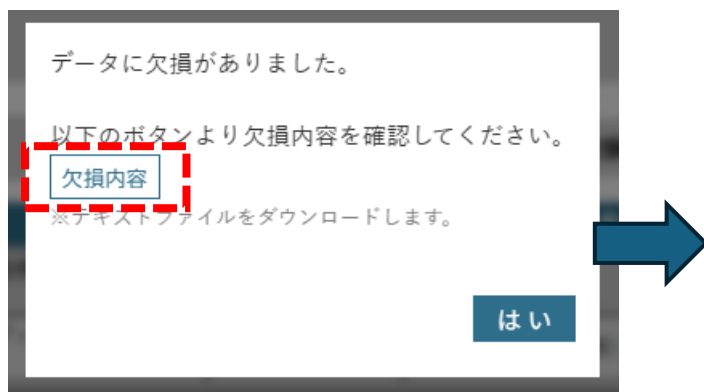 データに欠損がありました。
以下のボタンより欠損内容を確認してください。
欠損内容
※テキストファイルをダウンロードします。
はい